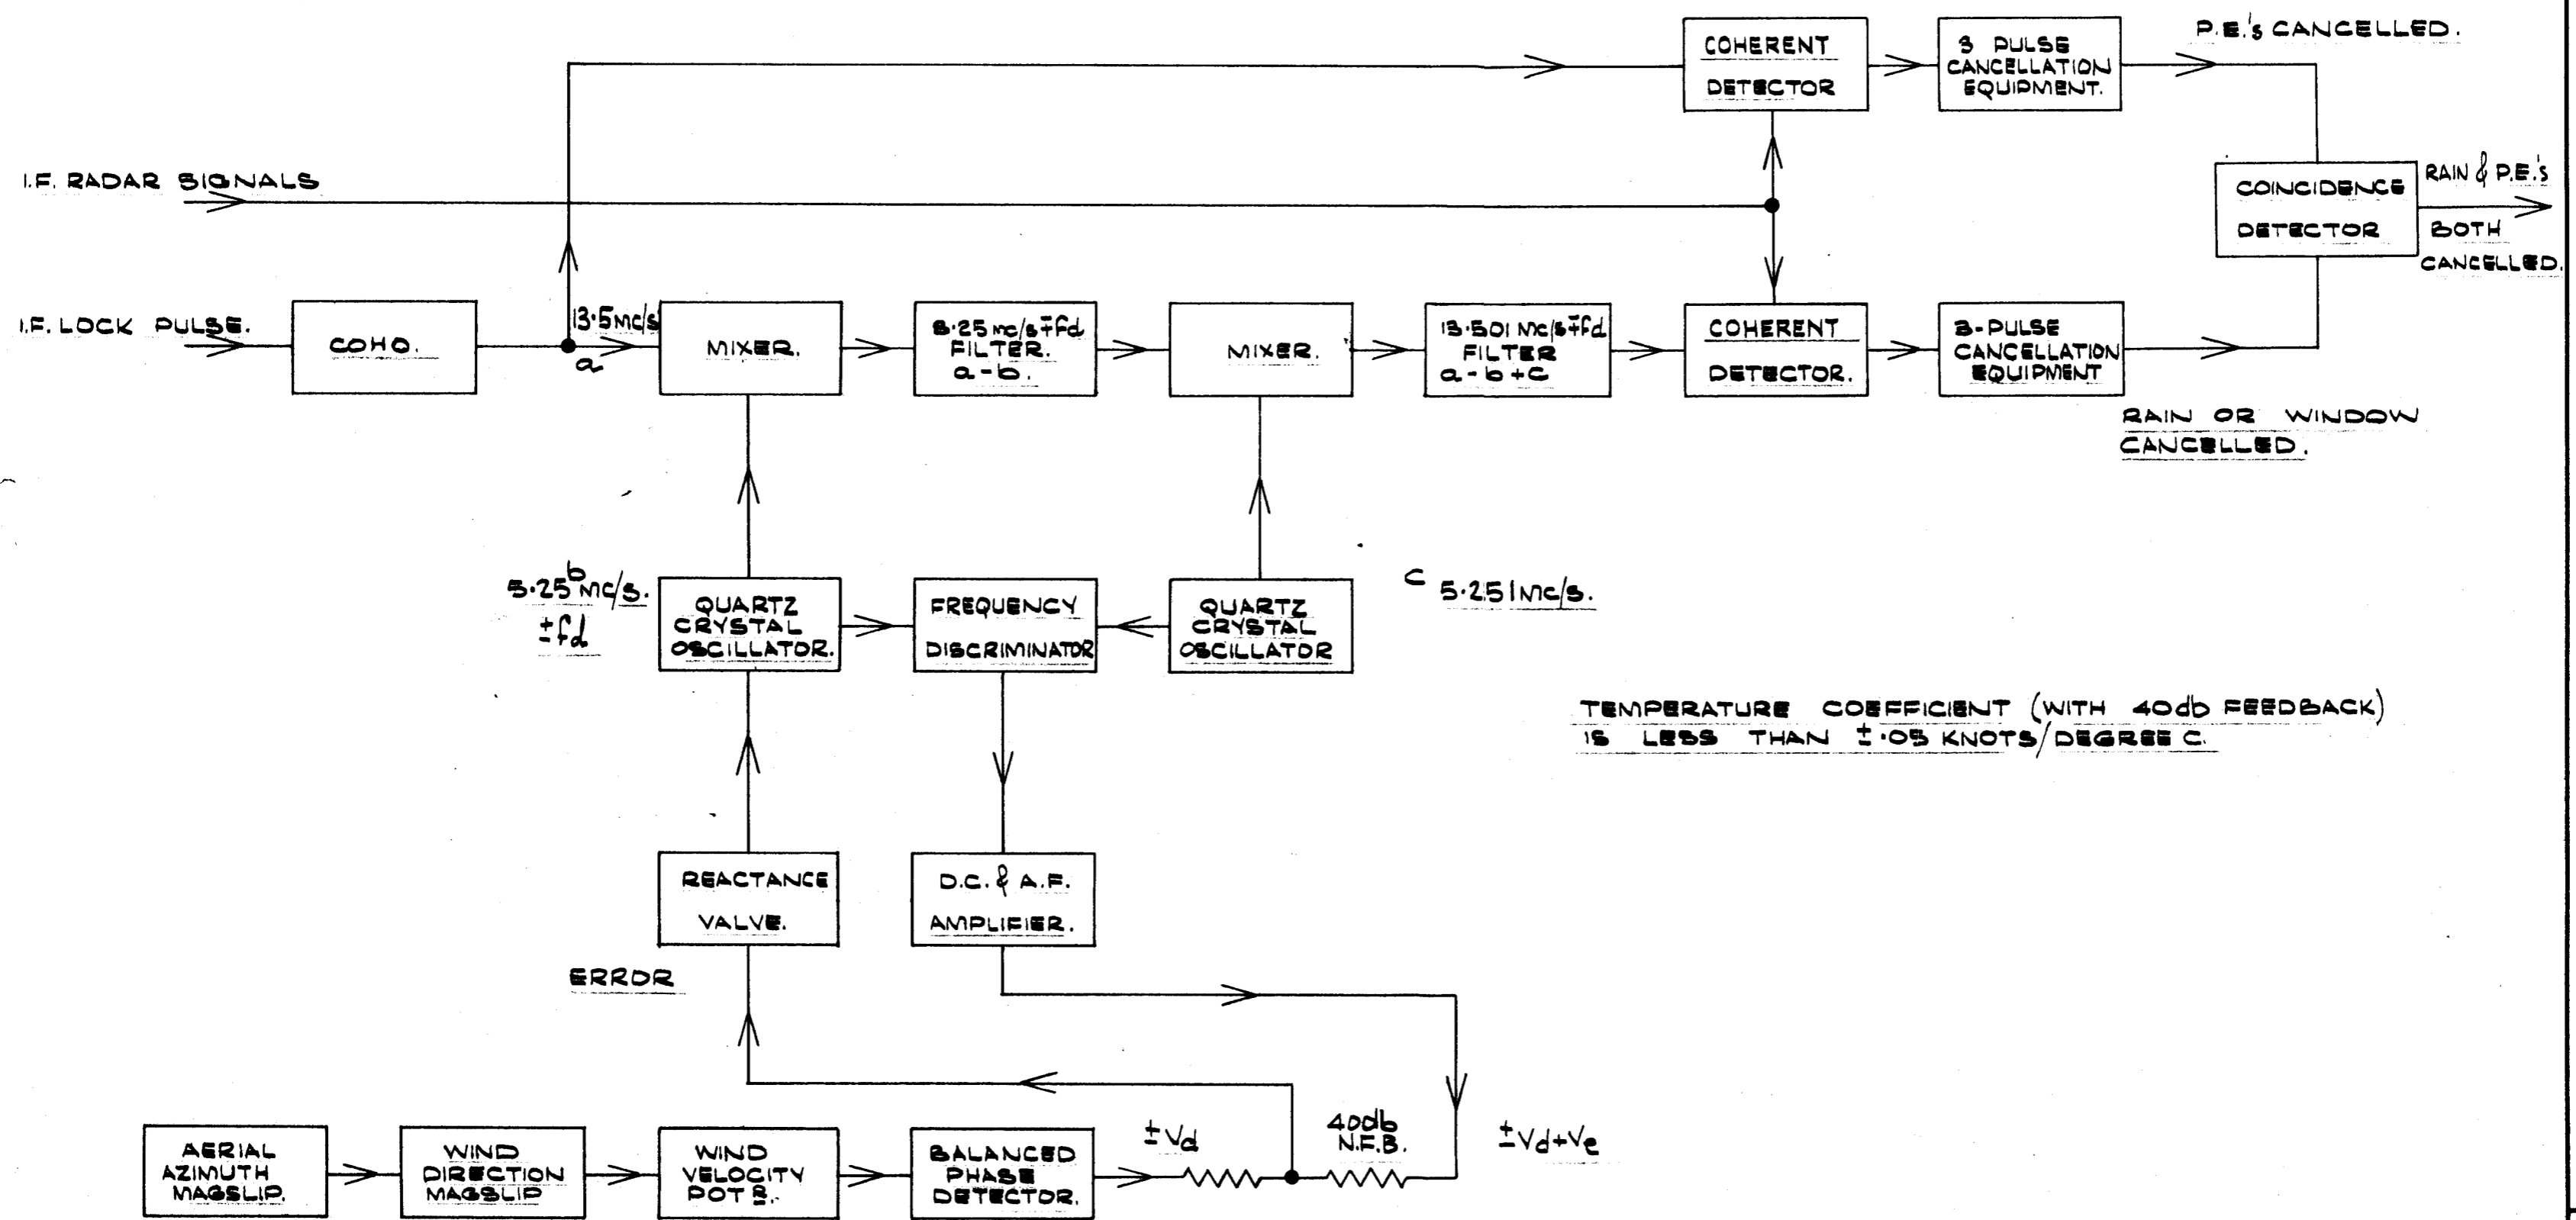 P.E.'s CANCELLED.
COHERENT
DETECTOR
3 PULSE
CANCELLATION
EQUIPMENT.
I.F. RADAR SIGNALS
COINCIDENCE
DETECTOR
RAIN & P.E.'s
BOTH
CANCELLED.
I.F. LOCK PULSE.
COHO.
13.5 Mc/s
a
MIXER.
8.25 Mc/s ∓fd
FILTER.
a-b.
MIXER.
13.501 Mc/s ∓fd
FILTER
a-b+c
COHERENT
DETECTOR.
3-PULSE
CANCELLATION
EQUIPMENT
RAIN OR WINDOW
CANCELLED.
b
5.25 Mc/s.
±fd
QUARTZ
CRYSTAL
OSCILLATOR.
FREQUENCY
DISCRIMINATOR
QUARTZ
CRYSTAL
OSCILLATOR
c 5.251 Mc/s.
TEMPERATURE COEFFICIENT (WITH 40db FEEDBACK)
IS LESS THAN ±.05 KNOTS/DEGREE C.
REACTANCE
VALVE.
D.C. & A.F.
AMPLIFIER.
ERROR
AERIAL
AZIMUTH
MAGSLIP.
WIND
DIRECTION
MAGSLIP
WIND
VELOCITY
POT R.
BALANCED
PHASE
DETECTOR.
±Vd
40db
N.F.B.
±Vd+Ve